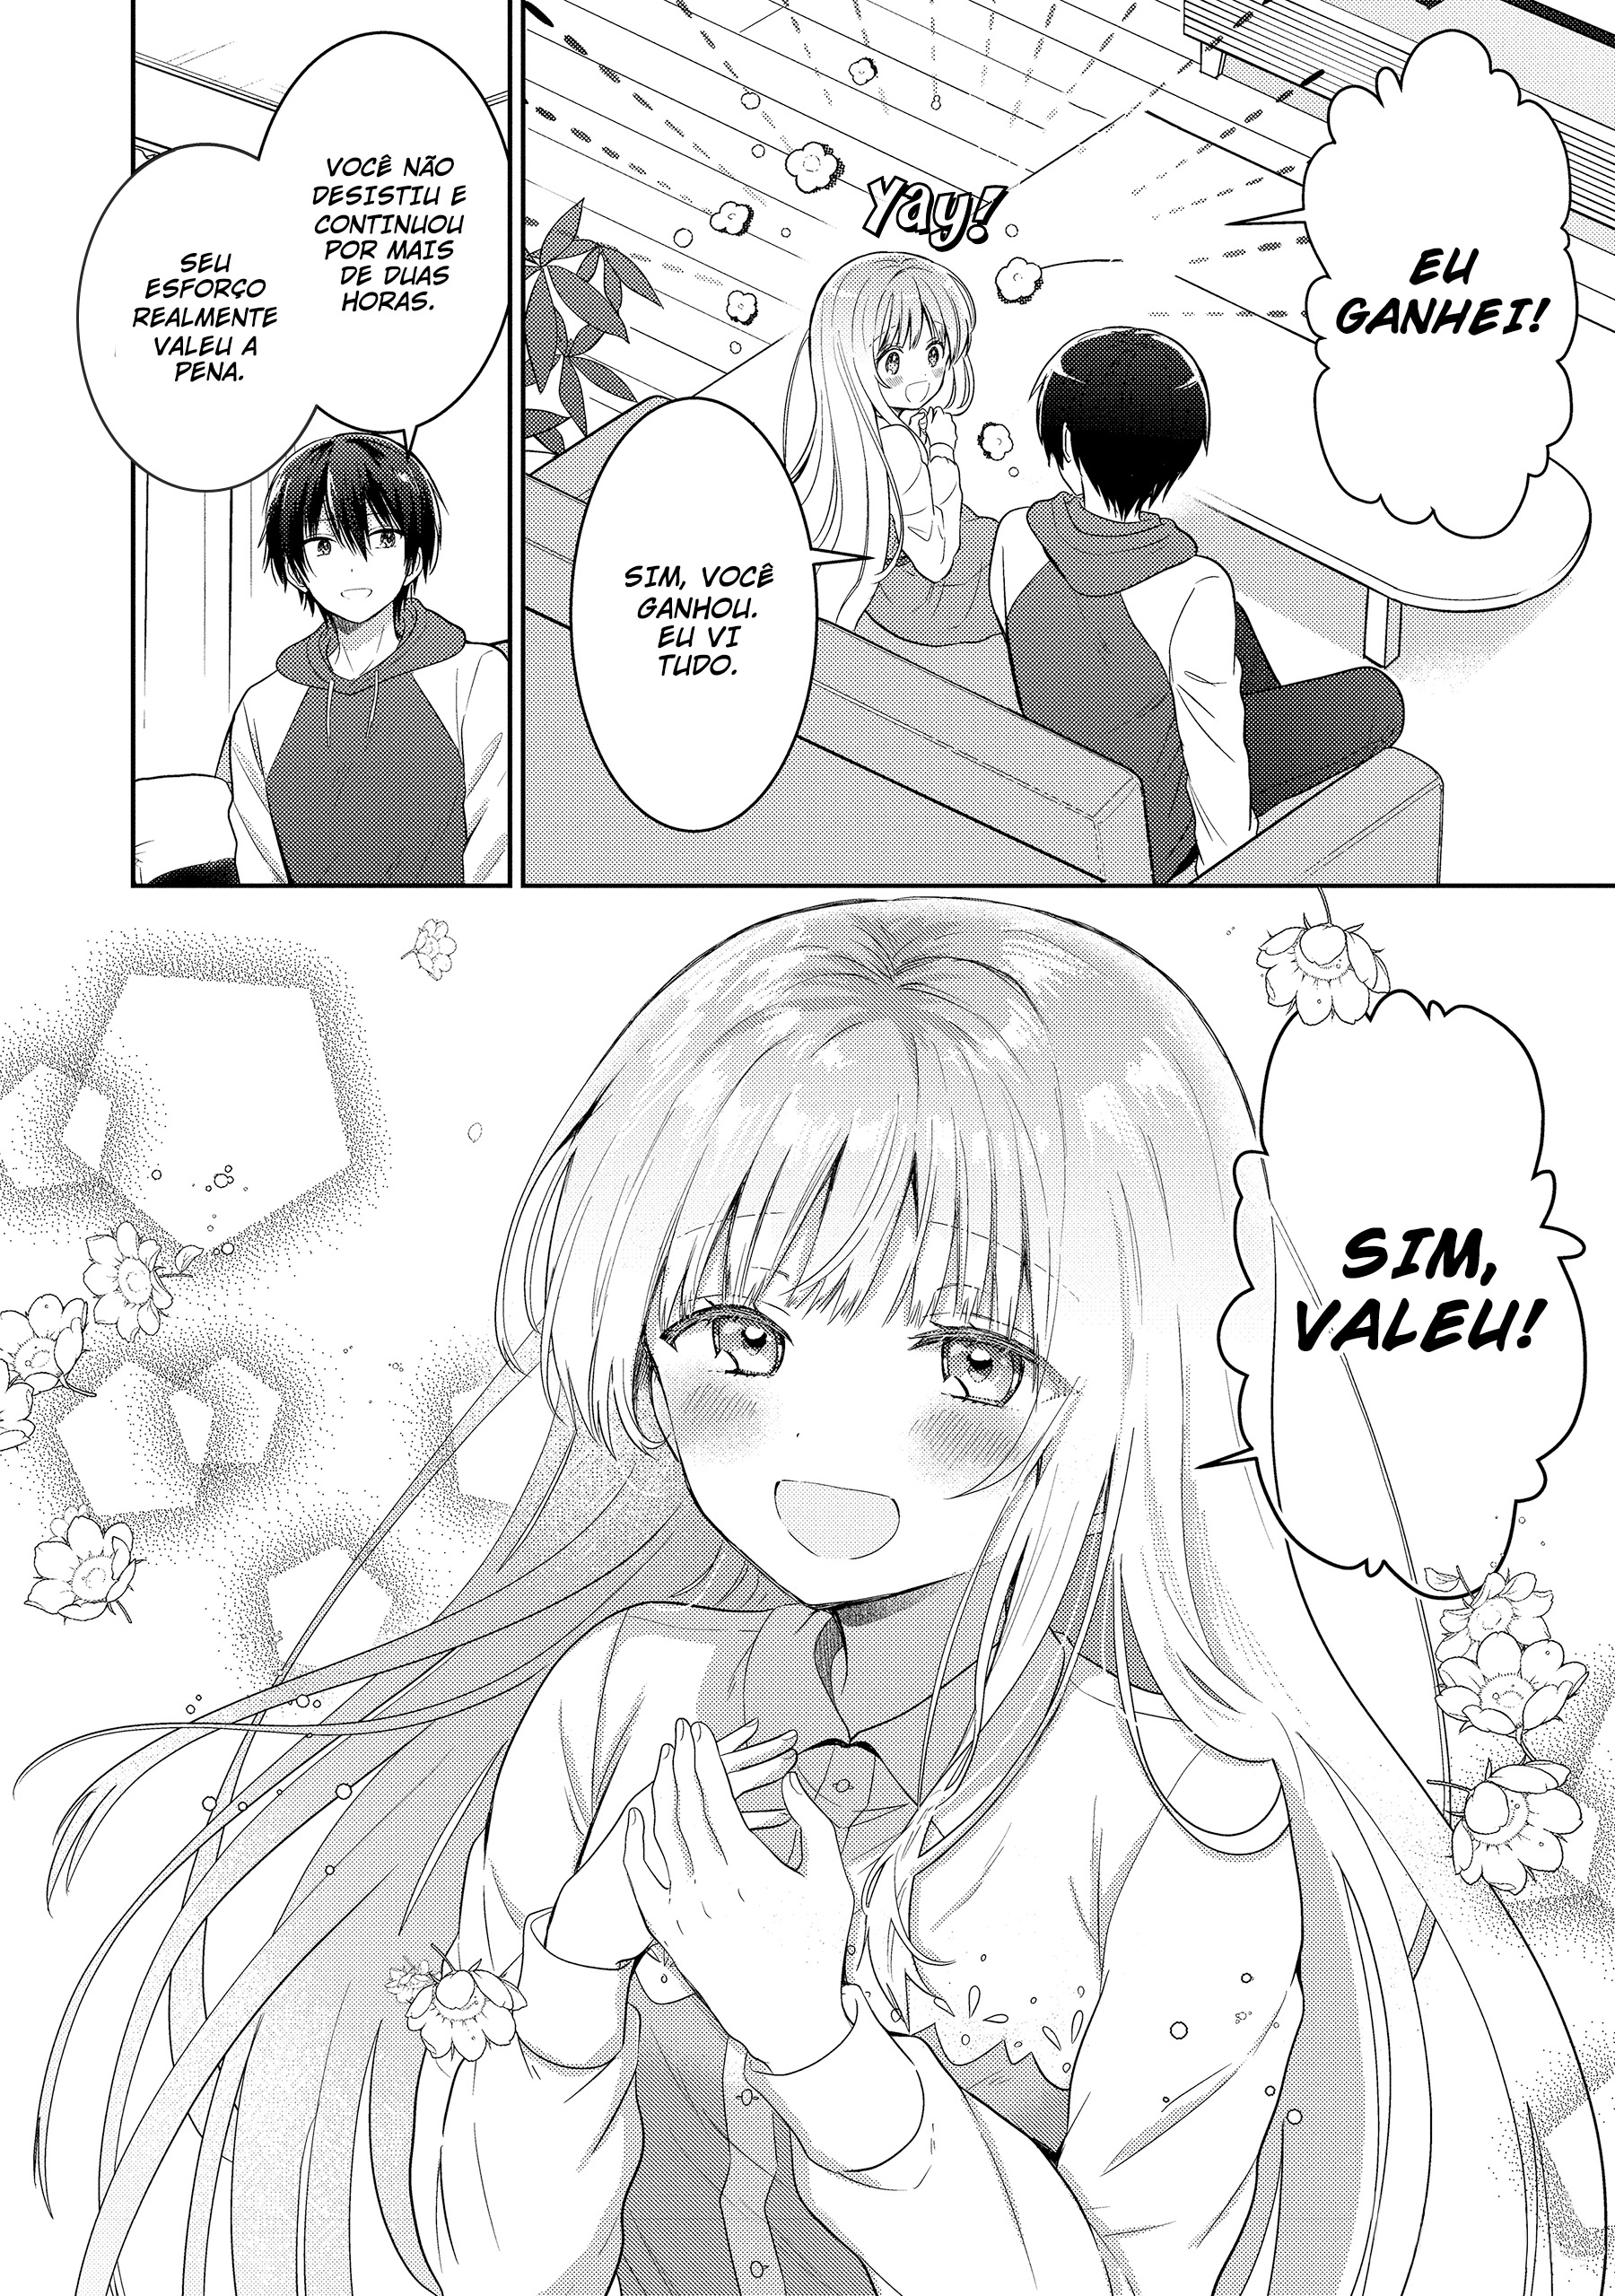 EU
GANHEI!
Yay!
SIM, VOCÊ
GANHOU.
EU VI
TUDO.
VOCÊ NÃO
DESISTIU E
CONTINUOU
POR MAIS
DE DUAS
HORAS.
SEU
ESFORÇO
REALMENTE
VALEU A
PENA.
SIM,
VALEU!